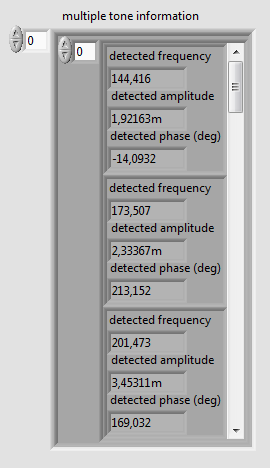 multiple tone information
0
0
detected frequency
144,416
detected amplitude
1,92163m
detected phase (deg)
-14,0932
detected frequency
173,507
detected amplitude
2,33367m
detected phase (deg)
213,152
detected frequency
201,473
detected amplitude
3,45311m
detected phase (deg)
169,032